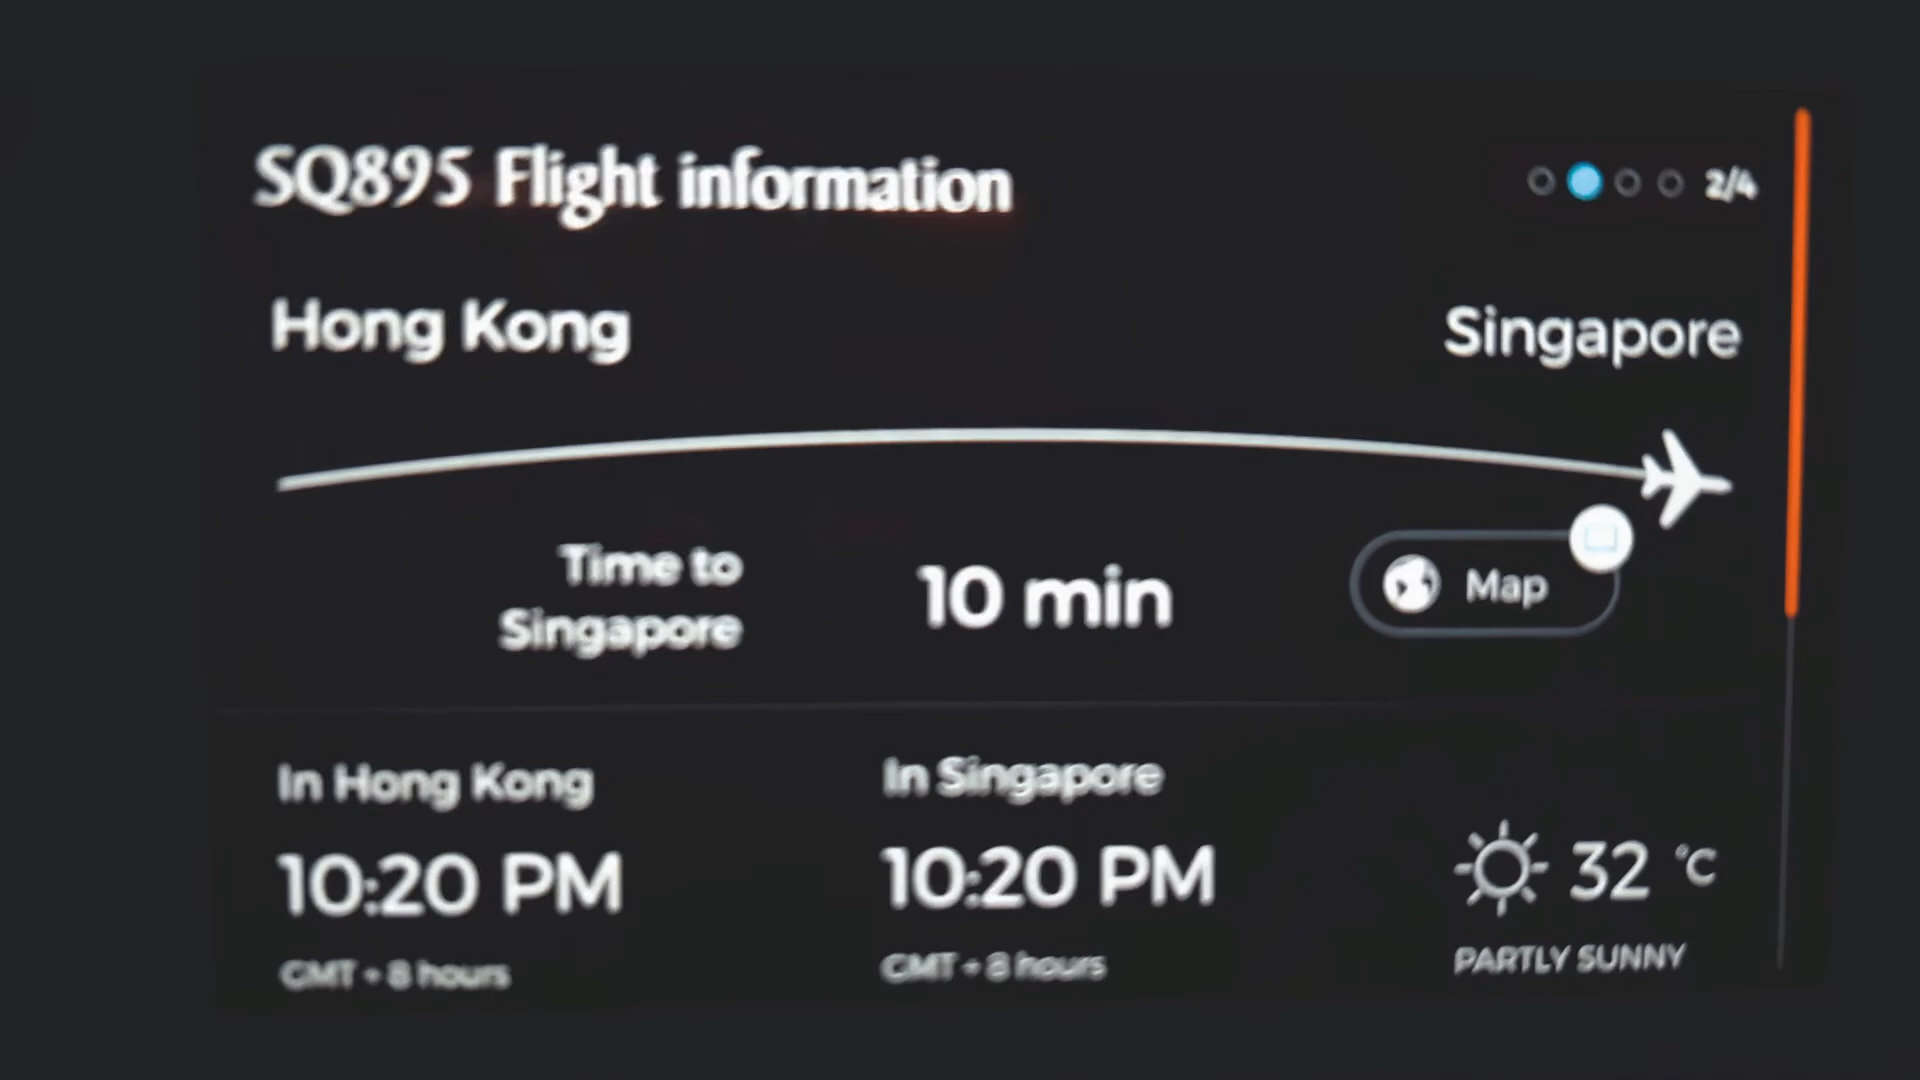 SQ895 Flight information
2/4
Hong Kong
Singapore
Time to
Singapore
10 min
Map
In Hong Kong
10:20 PM
GMT + 8 hours
In Singapore
10:20 PM
GMT + 8 hours
32 °C
PARTLY SUNNY